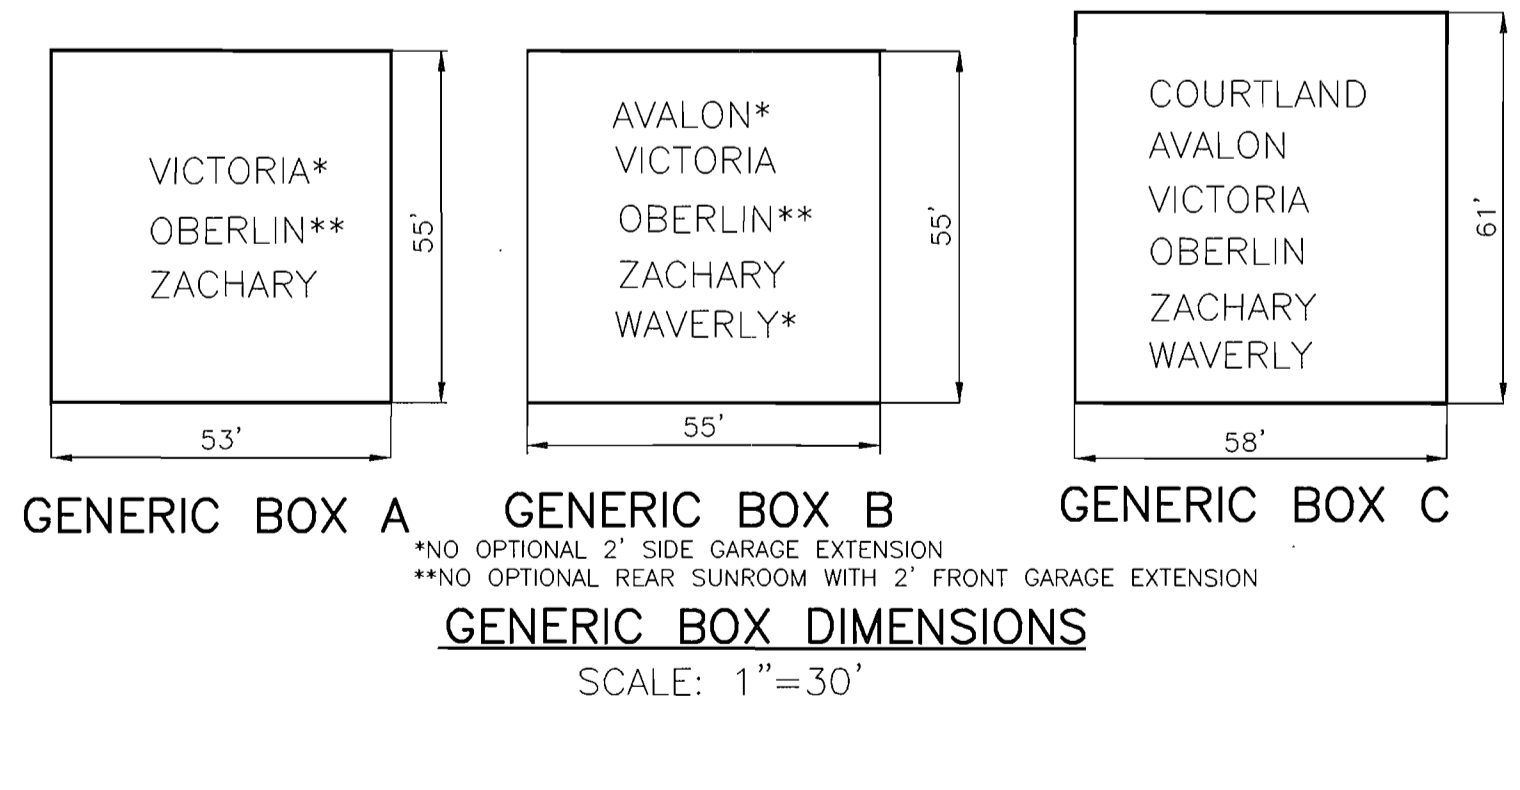 VICTORIA*
OBERLIN**
ZACHARY
55'
53'
GENERIC BOX A
AVALON*
VICTORIA
OBERLIN**
ZACHARY
WAVERLY*
55'
55'
GENERIC BOX B
COURTLAND
AVALON
VICTORIA
OBERLIN
ZACHARY
WAVERLY
61'
58'
GENERIC BOX C
*NO OPTIONAL 2' SIDE GARAGE EXTENSION
**NO OPTIONAL REAR SUNROOM WITH 2' FRONT GARAGE EXTENSION
GENERIC BOX DIMENSIONS
SCALE: 1"=30'